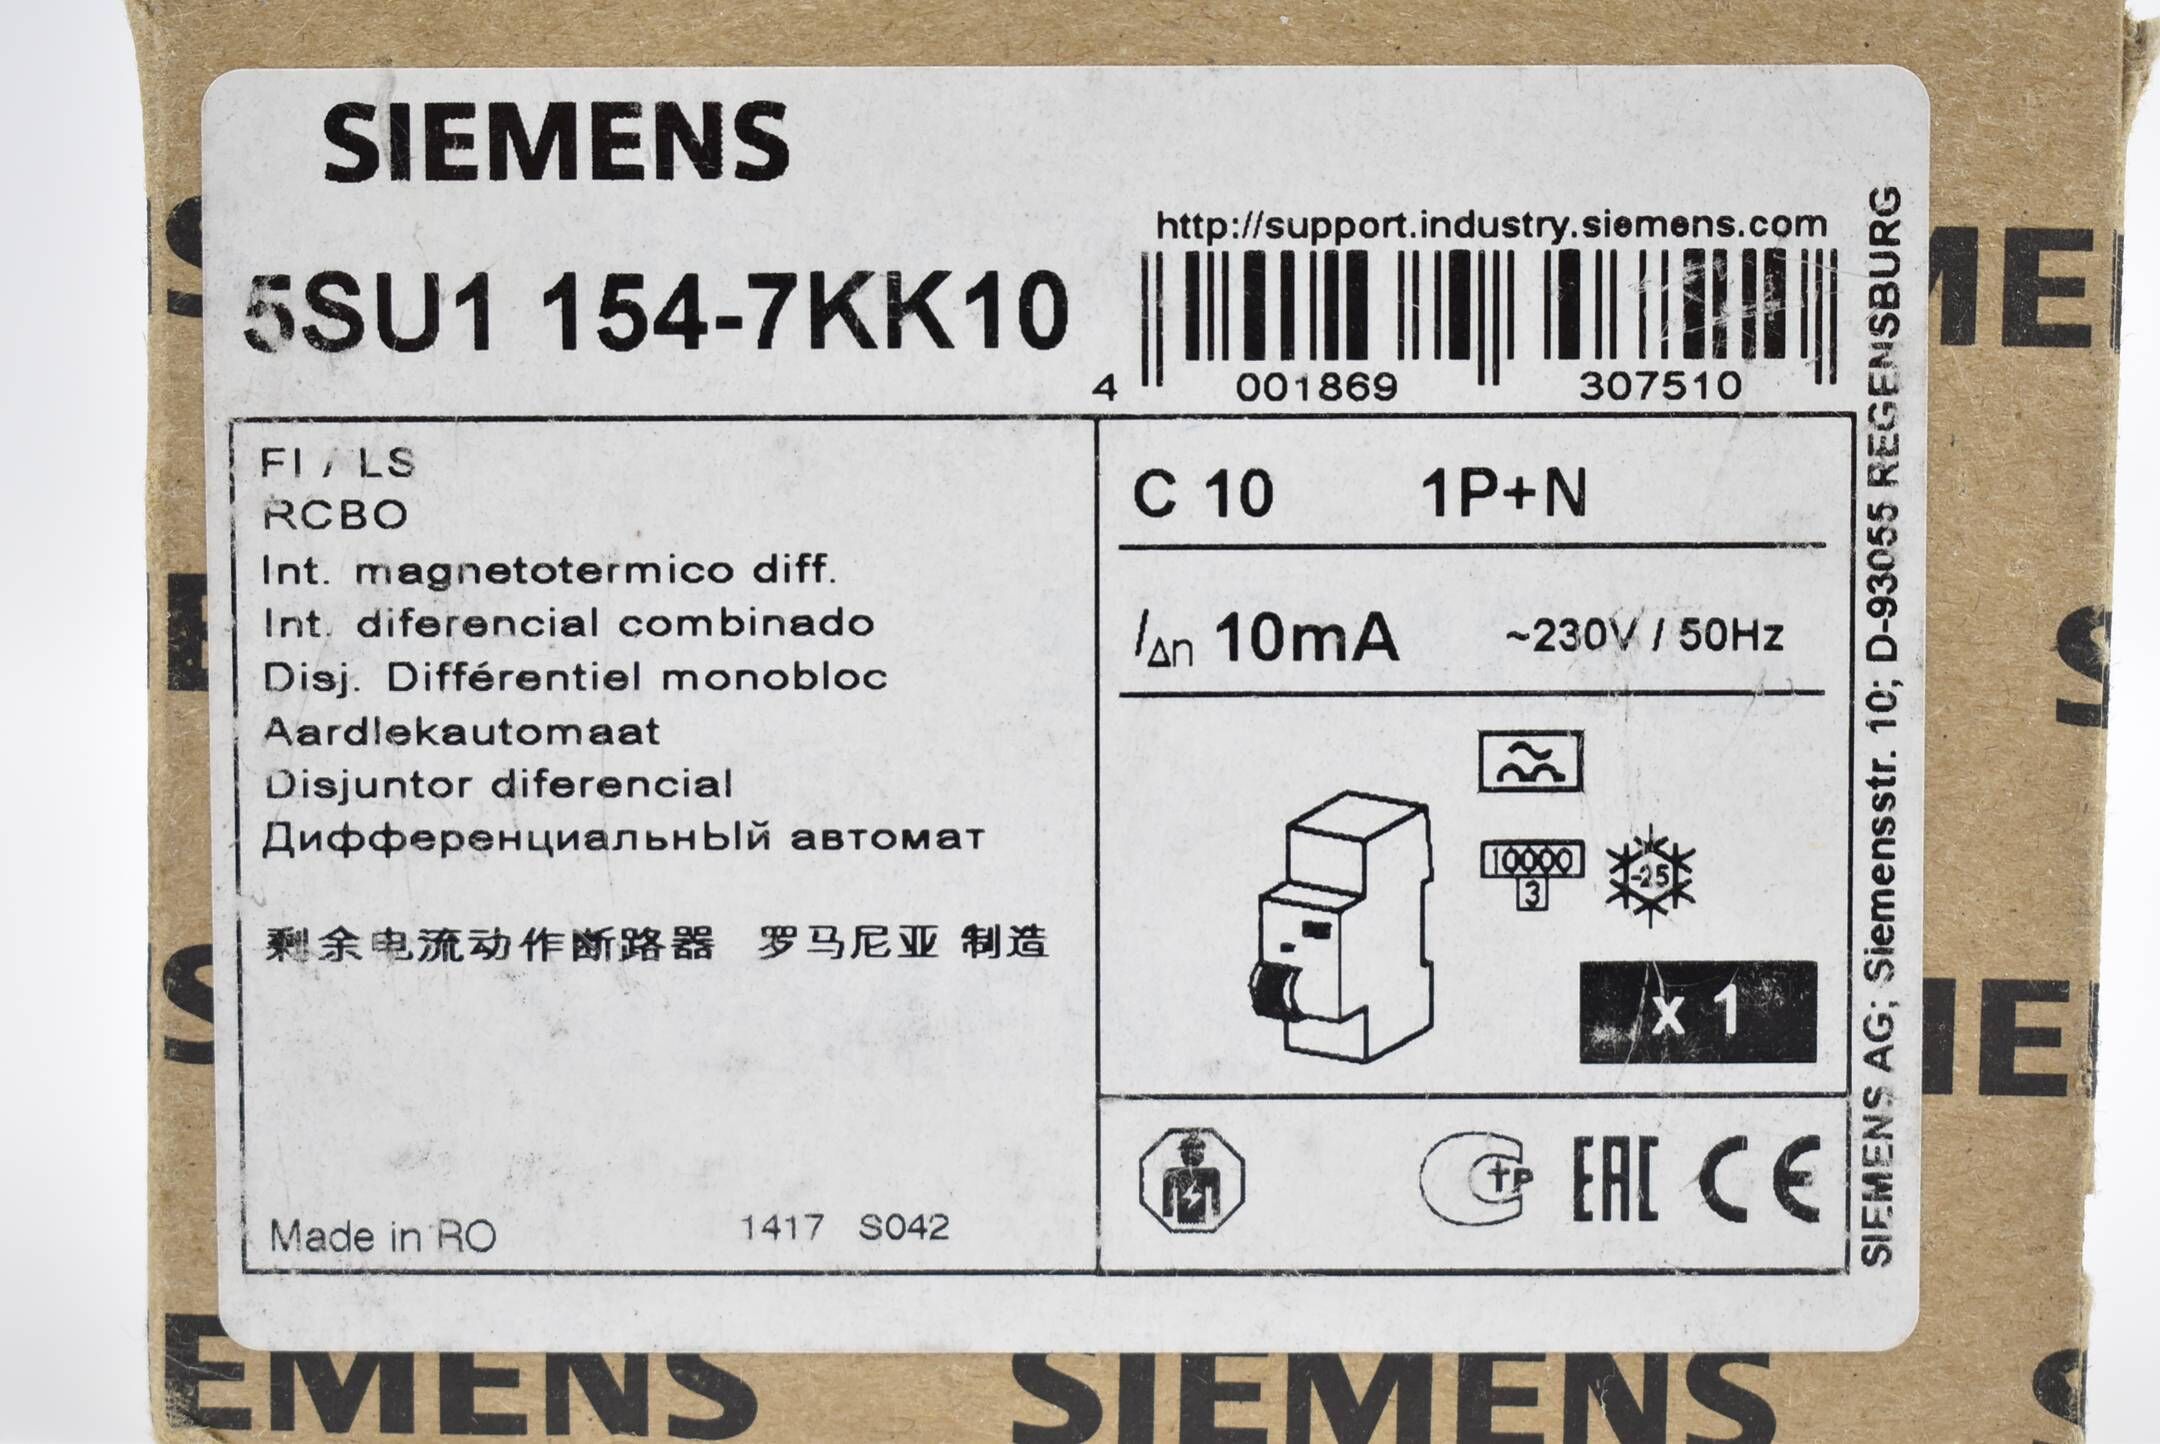 SIEMENS
http://support.industry.siemens.com
5SU1 154-7KK10
4 001869 307510
FI / LS
RCBO
Int. magnetotermico diff.
Int. diferencial combinado
Disj. Différentiel monobloc
Aardlekautomaat
Disjuntor diferencial
Дифференциальный автомат
剩余电流动作断路器 罗马尼亚 制造
Made in RO 1417 S042
C 10 1P+N
I∆n 10mA ~230V / 50Hz
10000
3
-25
x 1
EAC CE
SIEMENS AG; Siemensstr. 10; D-93055 REGENSBURG
SIEMENS SIEMENS